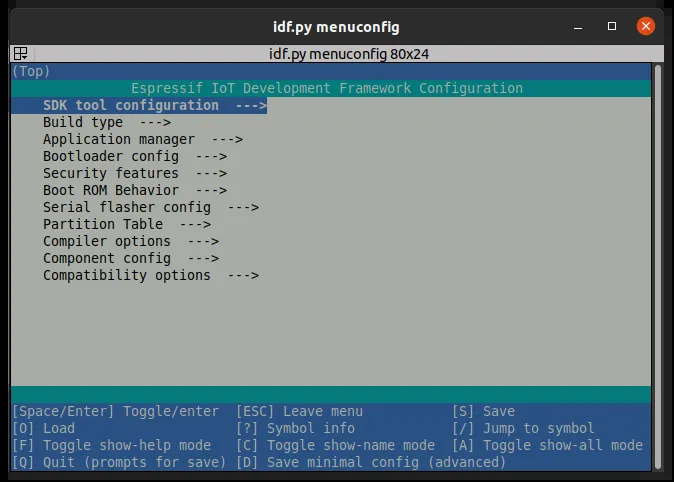 idf.py menuconfig
idf.py menuconfig 80x24
(Top)
Espressif IoT Development Framework Configuration
SDK tool configuration  --->
Build type  --->
Application manager  --->
Bootloader config  --->
Security features  --->
Boot ROM Behavior  --->
Serial flasher config  --->
Partition Table  --->
Compiler options  --->
Component config  --->
Compatibility options  --->
[Space/Enter] Toggle/enter  [ESC] Leave menu           [S] Save
[O] Load                    [?] Symbol info            [/] Jump to symbol
[F] Toggle show-help mode   [C] Toggle show-name mode  [A] Toggle show-all mode
[Q] Quit (prompts for save) [D] Save minimal config (advanced)